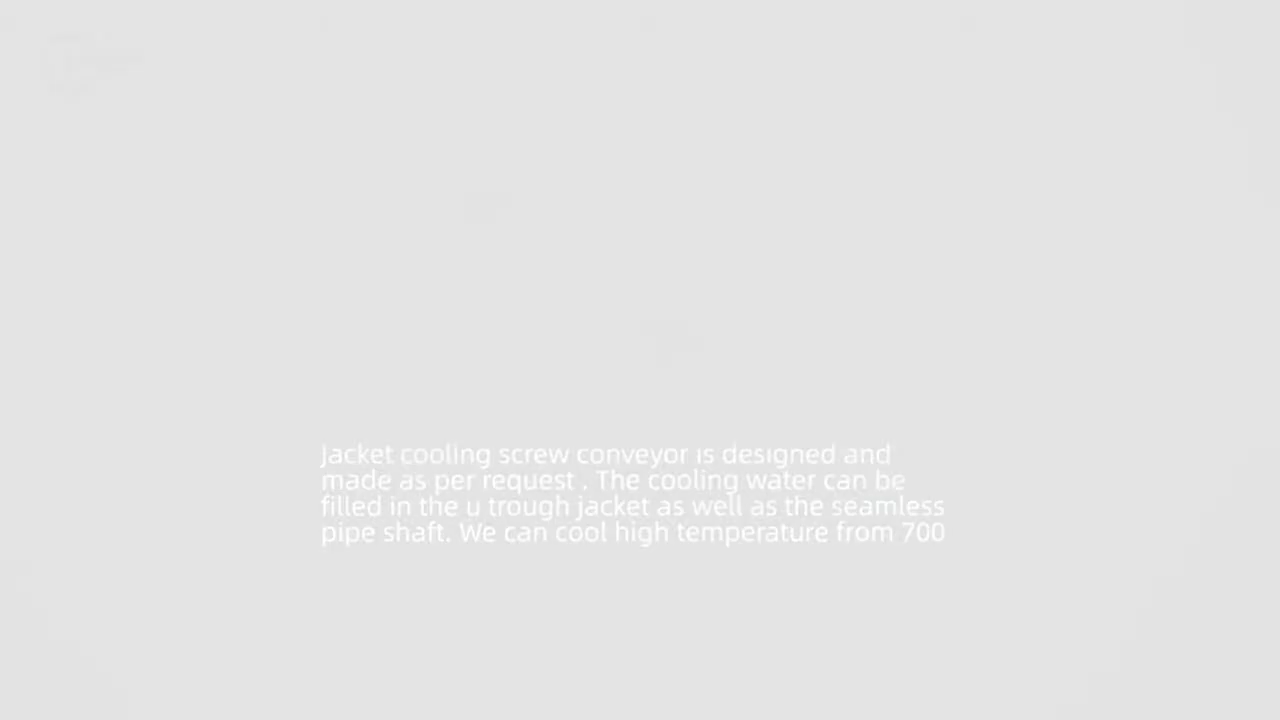 Jacket cooling screw conveyor is designed and
made as per request . The cooling water can be
filled in the u trough jacket as well as the seamless
pipe shaft. We can cool high temperature from 700